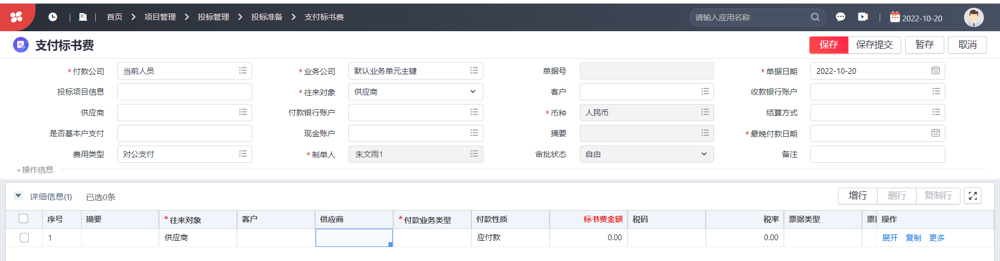 首页 项目管理 投标管理 投标准备 支付标书费 请输入应用名称 2022-10-20
支付标书费 保存 保存提交 暂存 取消
*付款公司 当前人员 *业务公司 默认业务单元主键 单据号 *单据日期 2022-10-20
投标项目信息 *往来对象 供应商 客户 收款银行账户
供应商 付款银行账户 *币种 人民币 结算方式
是否基本户支付 现金账户 摘要 *最晚付款日期
费用类型 对公支付 *制单人 朱文雨1 审批状态 自由 备注
+操作信息
详细信息(1) 已选0条 增行 删行 复制行
序号 摘要 *往来对象 客户 供应商 *付款业务类型 付款性质 标书费金额 税码 税率 票据类型 操作
1 供应商 应付款 0.00 0.00 展开 复制 更多